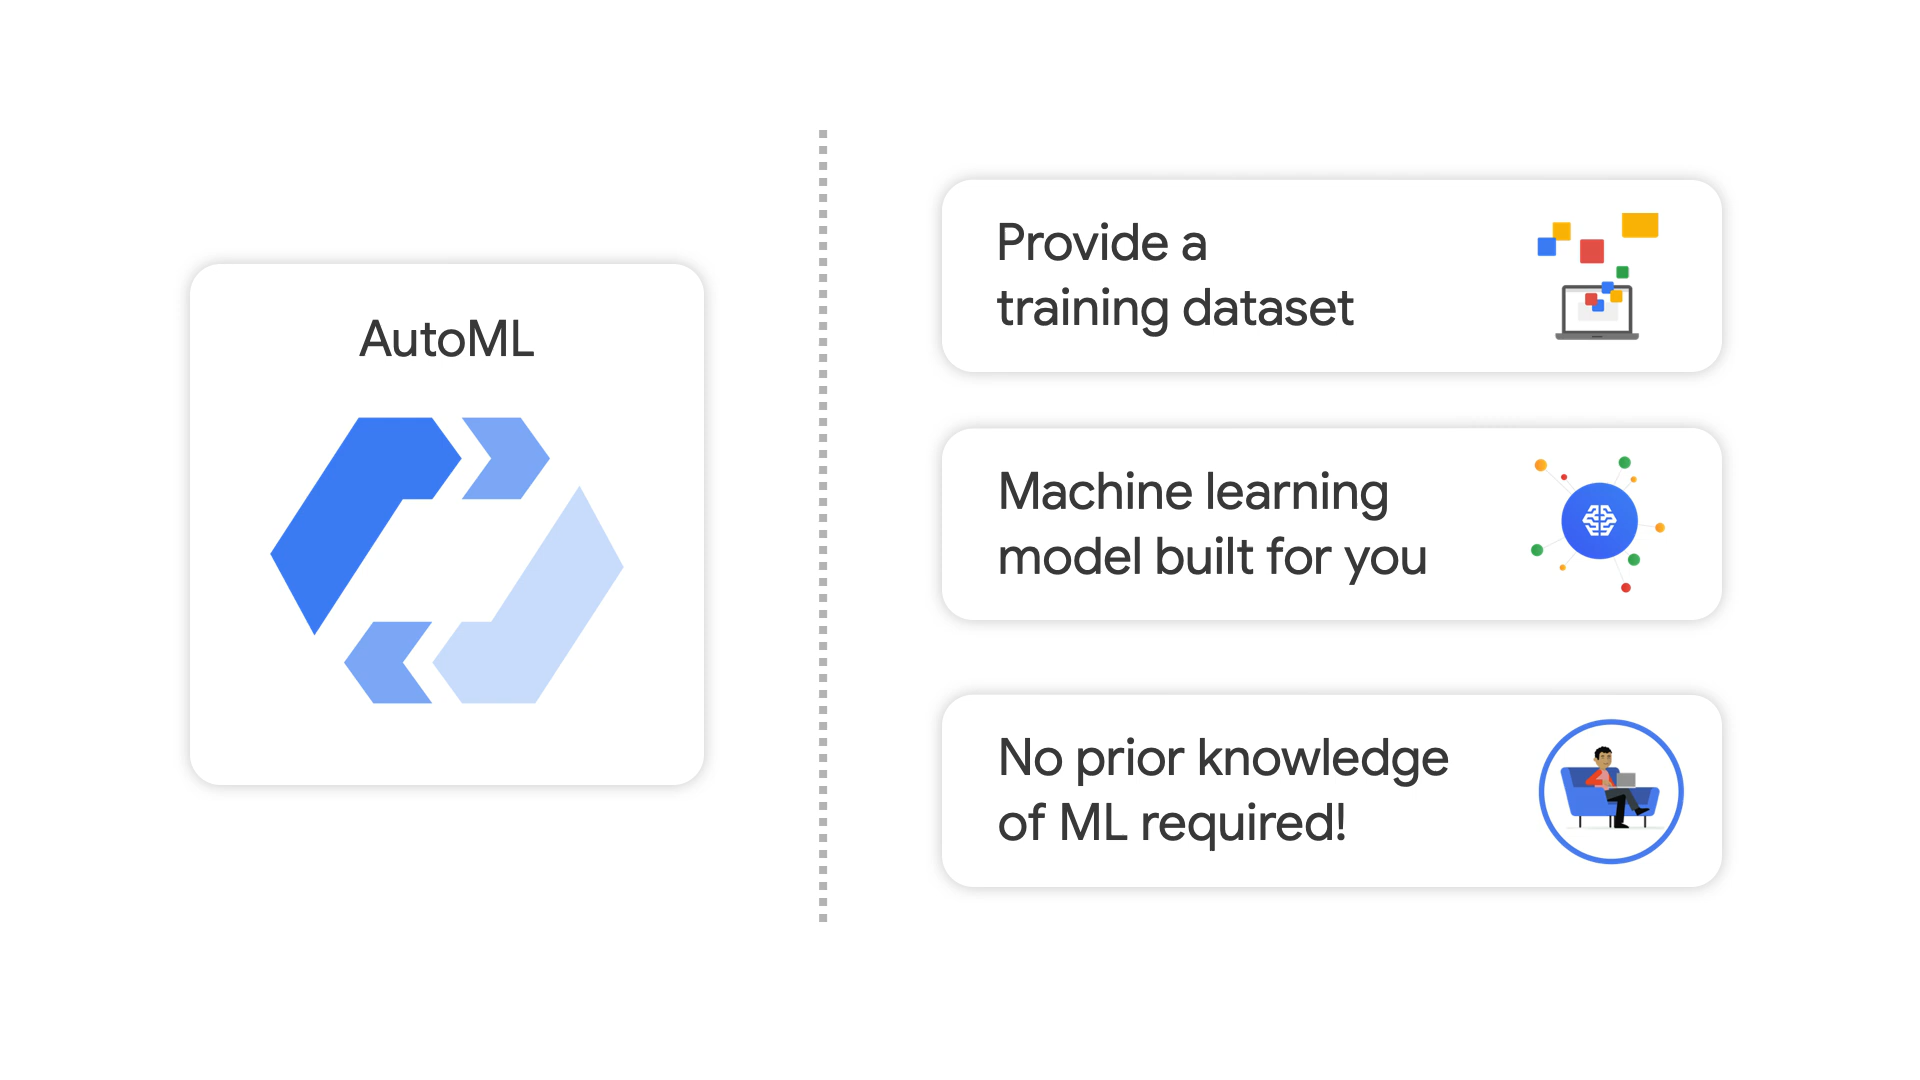 AutoML
Provide a
training dataset
Machine learning
model built for you
No prior knowledge
of ML required!